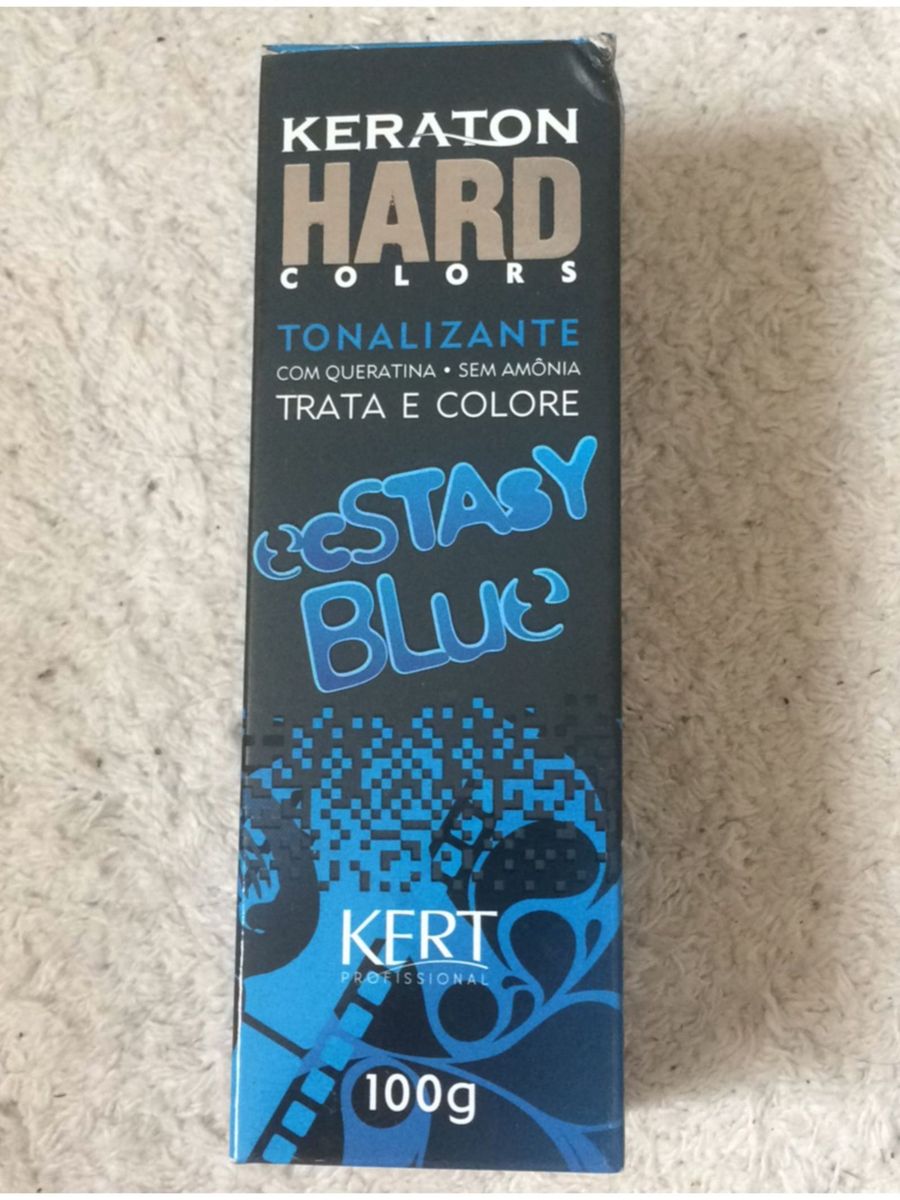 KERATON
HARD
COLORS
TONALIZANTE
COM QUERATINA • SEM AMÔNIA
TRATA E COLORE
ecSTASY
BLUe
KERT
PROFISSIONAL
100g